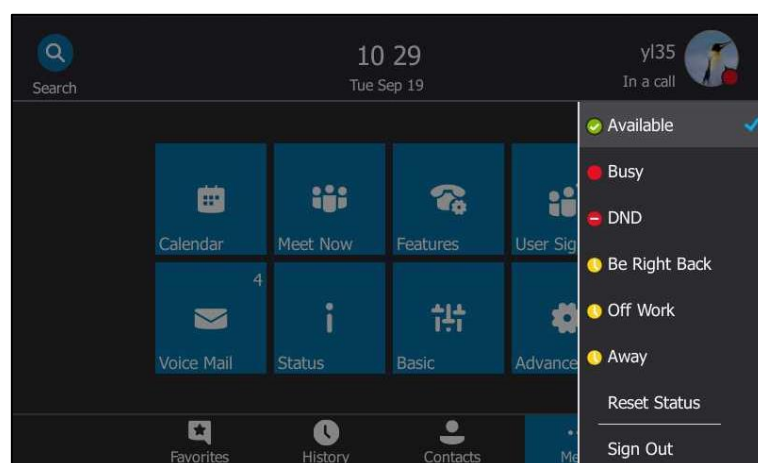 10 29
yl35
Search
Tue Sep 19
In a call
Available
Busy
DND
Be Right Back
Off Work
Away
Reset Status
Sign Out
Calendar
Meet Now
Features
User Sig
4
Voice Mail
Status
Basic
Advance
Favorites
History
Contacts
Me